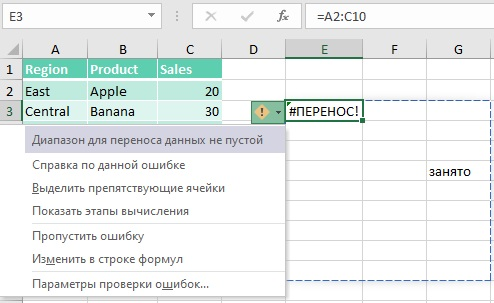 E3 fx =A2:C10
A B C D E F G
1 Region Product Sales
2 East Apple 20
3 Central Banana 30 #ПЕРЕНОС!
Диапазон для переноса данных не пустой
Справка по данной ошибке
Выделить препятствующие ячейки
занято
Показать этапы вычисления
Пропустить ошибку
Изменить в строке формул
Параметры проверки ошибок...